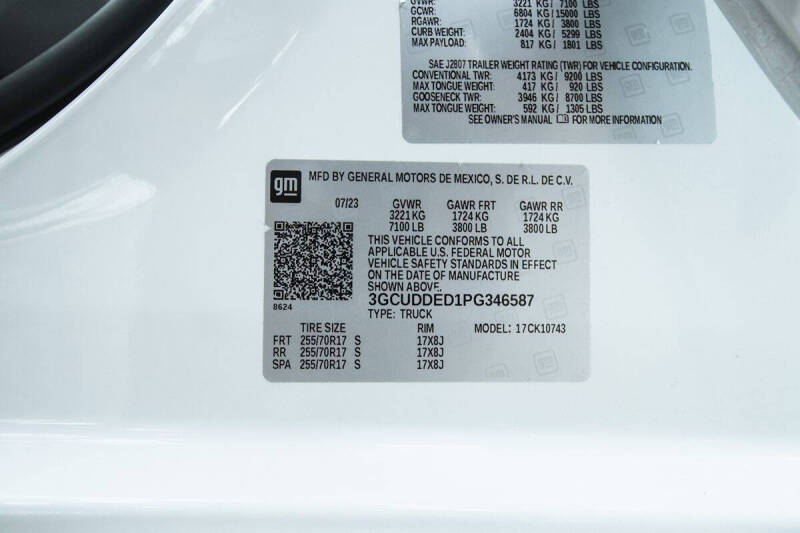 GVWR: 3221 KG / 7100 LBS
GCWR: 6804 KG / 15000 LBS
RGAWR: 1724 KG / 3800 LBS
CURB WEIGHT: 2404 KG / 5299 LBS
MAX PAYLOAD: 817 KG / 1801 LBS
SAE J2807 TRAILER WEIGHT RATING (TWR) FOR VEHICLE CONFIGURATION.
CONVENTIONAL TWR: 4173 KG / 9200 LBS
MAX TONGUE WEIGHT: 417 KG / 920 LBS
GOOSENECK TWR: 3946 KG / 8700 LBS
MAX TONGUE WEIGHT: 592 KG / 1305 LBS
SEE OWNER'S MANUAL FOR MORE INFORMATION
gm
MFD BY GENERAL MOTORS DE MEXICO, S. DE R.L. DE C.V.
07/23 GVWR GAWR FRT GAWR RR
3221 KG 1724 KG 1724 KG
7100 LB 3800 LB 3800 LB
THIS VEHICLE CONFORMS TO ALL
APPLICABLE U.S. FEDERAL MOTOR
VEHICLE SAFETY STANDARDS IN EFFECT
ON THE DATE OF MANUFACTURE
SHOWN ABOVE.
8624
3GCUDDED1PG346587
TYPE: TRUCK
TIRE SIZE RIM MODEL: 17CK10743
FRT 255/70R17 S 17X8J
RR 255/70R17 S 17X8J
SPA 255/70R17 S 17X8J